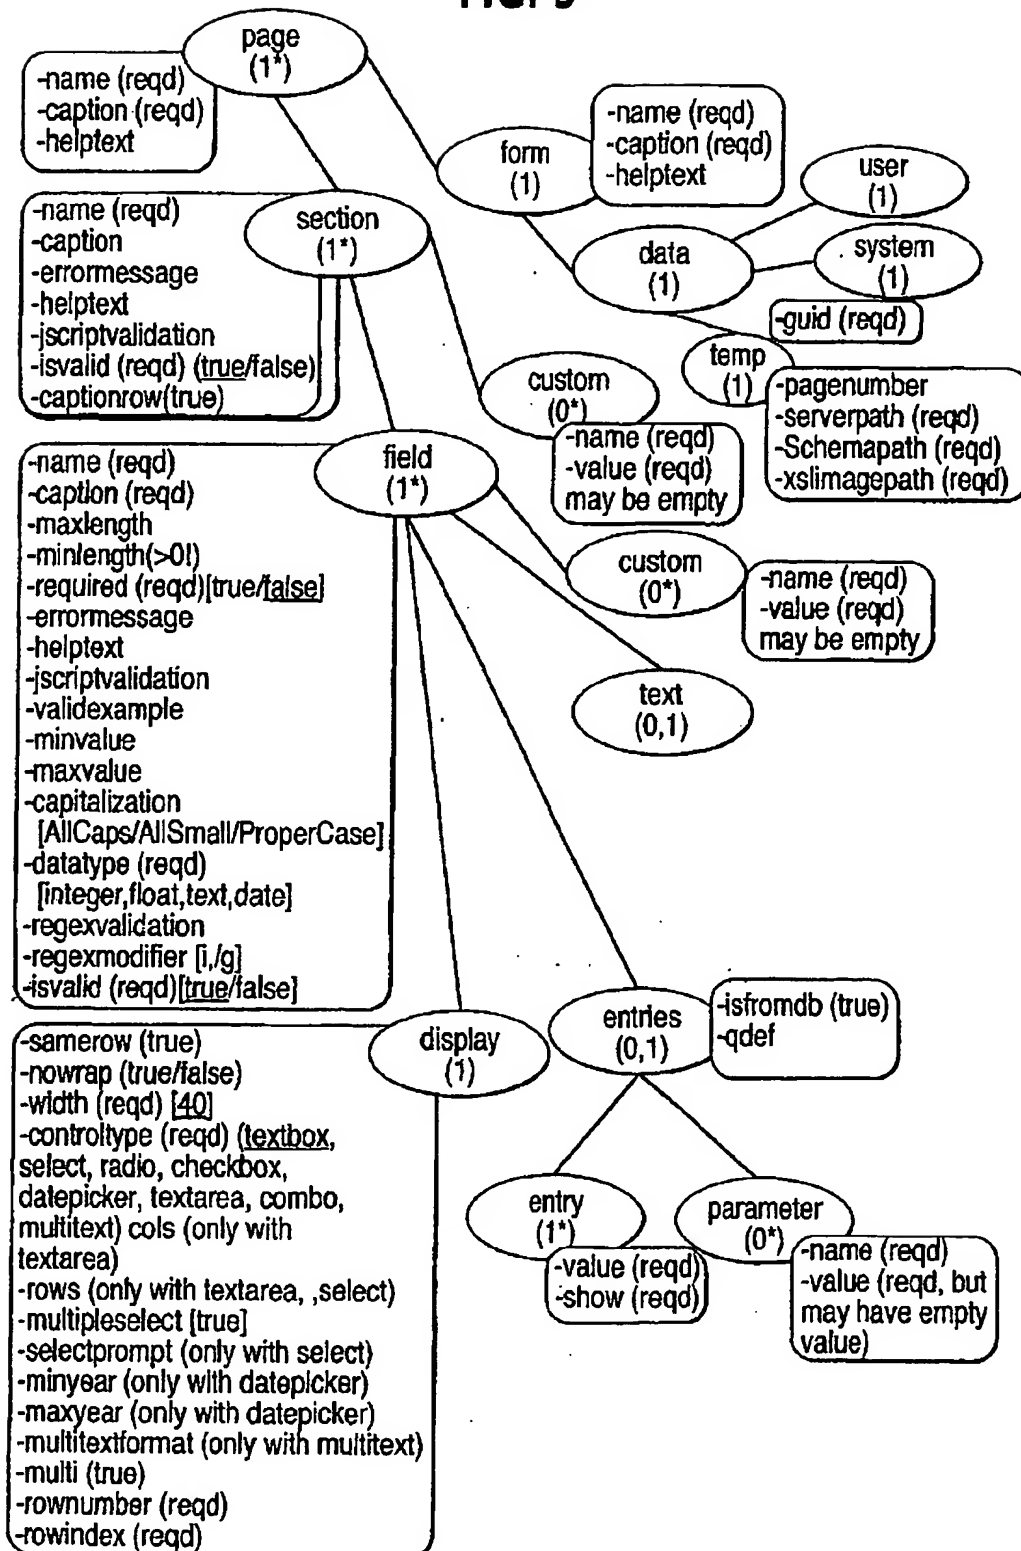 page
(1*)
-name (reqd)
-caption (reqd)
-helptext
form
(1)
-name (reqd)
-caption (reqd)
-helptext
user
(1)
data
(1)
system
(1)
-guid (reqd)
temp
(1)
-pagenumber
-serverpath (reqd)
-Schemapath (reqd)
-xslimagepath (reqd)
section
(1*)
-name (reqd)
-caption
-errormessage
-helptext
-jscriptvalidation
-isvalid (reqd) (true/false)
-captionrow(true)
custom
(0*)
-name (reqd)
-value (reqd)
may be empty
field
(1*)
-name (reqd)
-caption (reqd)
-maxlength
-minlength(>0!)
-required (reqd)[true/false]
-errormessage
-helptext
-jscriptvalidation
-validexample
-minvalue
-maxvalue
-capitalization
[AllCaps/AllSmall/ProperCase]
-datatype (reqd)
[integer,float,text,date]
-regexvalidation
-regexmodifier [i,/g]
-isvalid (reqd)[true/false]
custom
(0*)
-name (reqd)
-value (reqd)
may be empty
text
(0,1)
display
(1)
-samerow (true)
-nowrap (true/false)
-width (reqd) [40]
-controltype (reqd) (textbox,
select, radio, checkbox,
datepicker, textarea, combo,
multitext) cols (only with
textarea)
-rows (only with textarea, ,select)
-multipleselect [true]
-selectprompt (only with select)
-minyear (only with datepicker)
-maxyear (only with datepicker)
-multitextformat (only with multitext)
-multi (true)
-rownumber (reqd)
-rowindex (reqd)
entries
(0,1)
-isfromdb (true)
-qdef
entry
(1*)
-value (reqd)
-show (reqd)
parameter
(0*)
-name (reqd)
-value (reqd, but
may have empty
value)